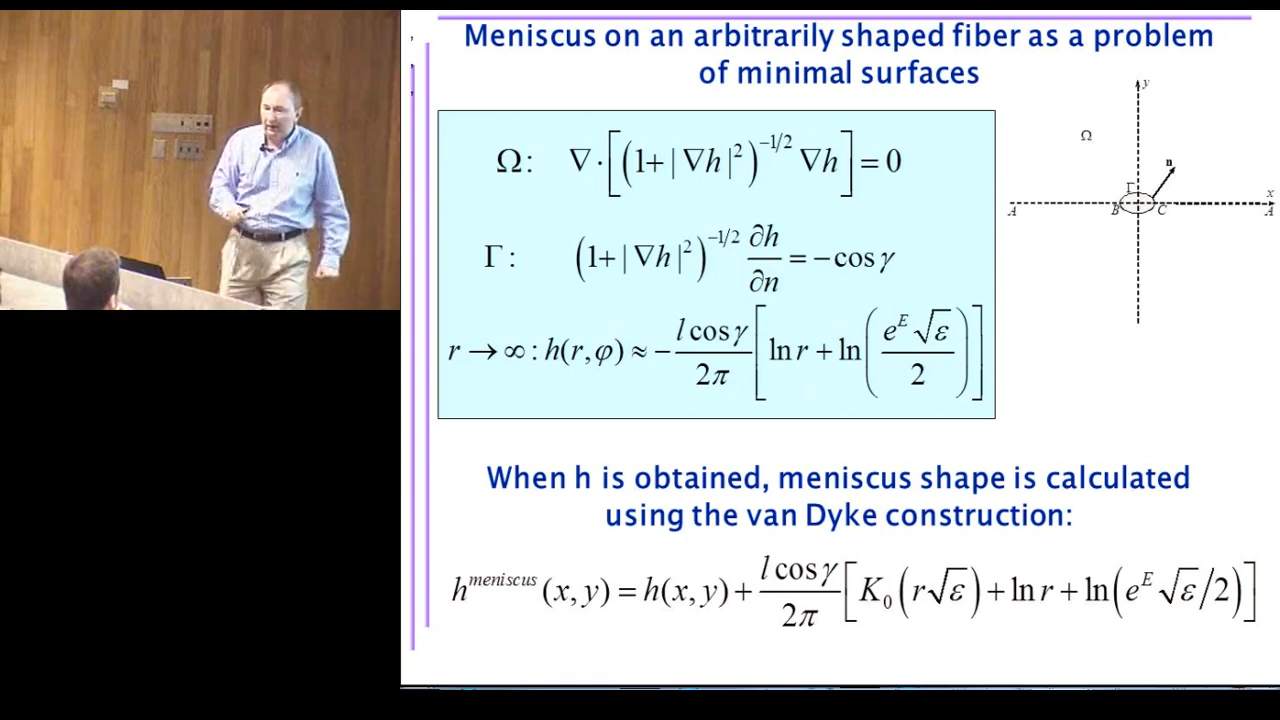 Meniscus on an arbitrarily shaped fiber as a problem
of minimal surfaces
Ω: ∇·[(1+|∇h|²)^{-1/2} ∇h] = 0
Γ: (1+|∇h|²)^{-1/2} ∂h/∂n = −cos γ
r → ∞: h(r,φ) ≈ −(l cos γ)/(2π) [ln r + ln((e^E √ε)/2)]
y
Ω
n
Γ
x
A
B
C
A
When h is obtained, meniscus shape is calculated
using the van Dyke construction:
h^{meniscus}(x,y) = h(x,y) + (l cos γ)/(2π) [K₀(r√ε) + ln r + ln(e^E √ε/2)]